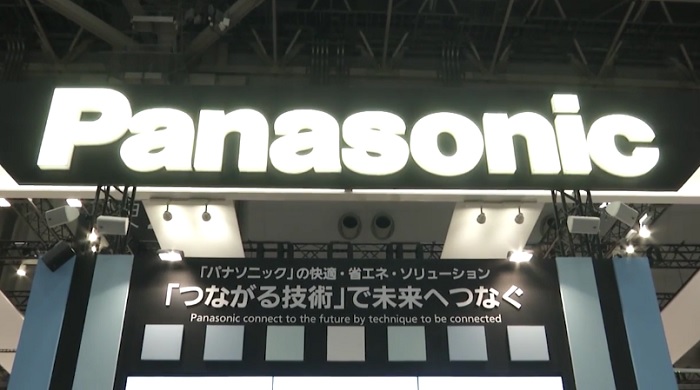 Panasonic
「パナソニック」の快適・省エネ・ソリューション
「つながる技術」で未来へつなぐ
Panasonic connect to the future by technique to be connected